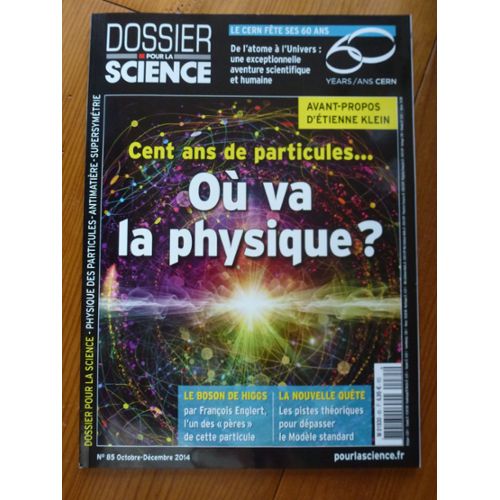 DOSSIER
POUR LA
SCIENCE
LE CERN FÊTE SES 60 ANS
De l'atome à l'Univers :
une exceptionnelle
aventure scientifique
et humaine
60
YEARS/ANS CERN
AVANT-PROPOS
D'ÉTIENNE KLEIN
Cent ans de particules...
Où va
la physique ?
LE BOSON DE HIGGS
par François Englert,
l'un des « pères »
de cette particule
LA NOUVELLE QUÊTE
Les pistes théoriques
pour dépasser
le Modèle standard
N° 85 Octobre-Décembre 2014
pourlascience.fr
DOSSIER POUR LA SCIENCE - PHYSIQUE DES PARTICULES-ANTIMATIÈRE-SUPERSYMÉTRIE